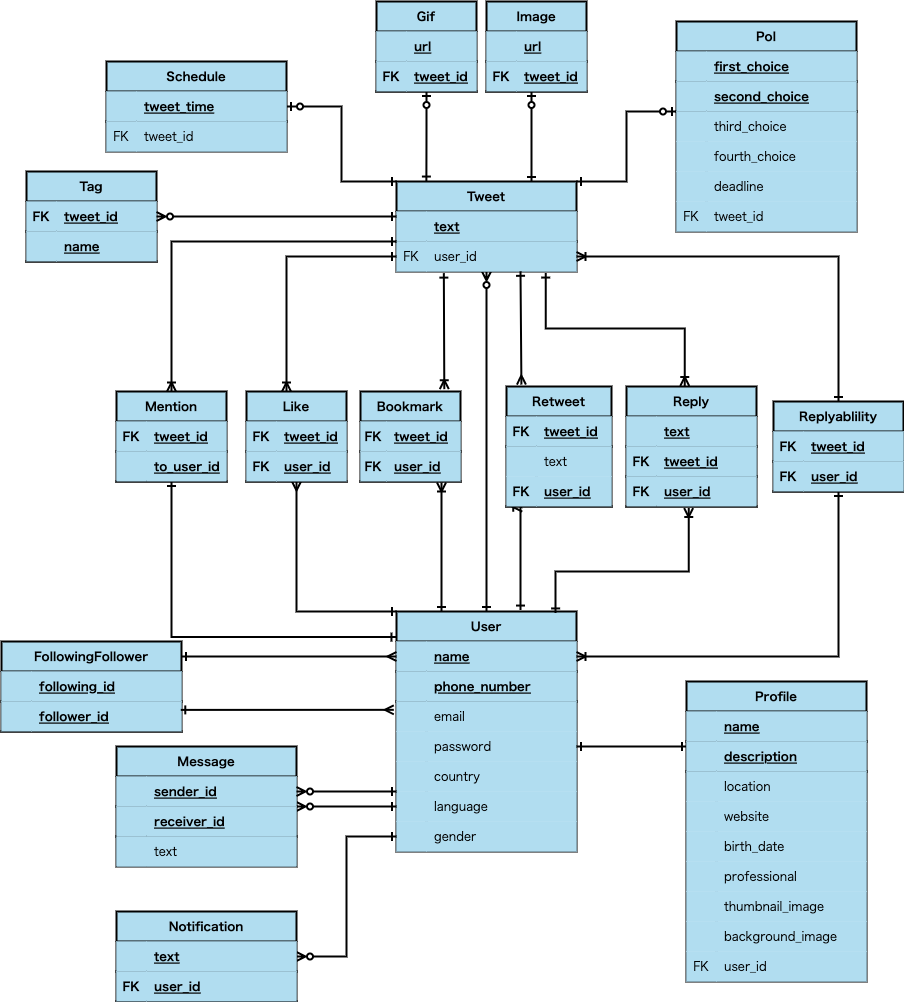 Gif
url
FK tweet_id
Image
url
FK tweet_id
Pol
first_choice
second_choice
third_choice
fourth_choice
deadline
FK tweet_id
Schedule
tweet_time
FK tweet_id
Tag
FK tweet_id
name
Tweet
text
FK user_id
Mention
FK tweet_id
to_user_id
Like
FK tweet_id
FK user_id
Bookmark
FK tweet_id
FK user_id
Retweet
FK tweet_id
text
FK user_id
Reply
text
FK tweet_id
FK user_id
Replyablility
FK tweet_id
FK user_id
User
name
phone_number
email
password
country
language
gender
FollowingFollower
following_id
follower_id
Message
sender_id
receiver_id
text
Notification
text
FK user_id
Profile
name
description
location
website
birth_date
professional
thumbnail_image
background_image
FK user_id